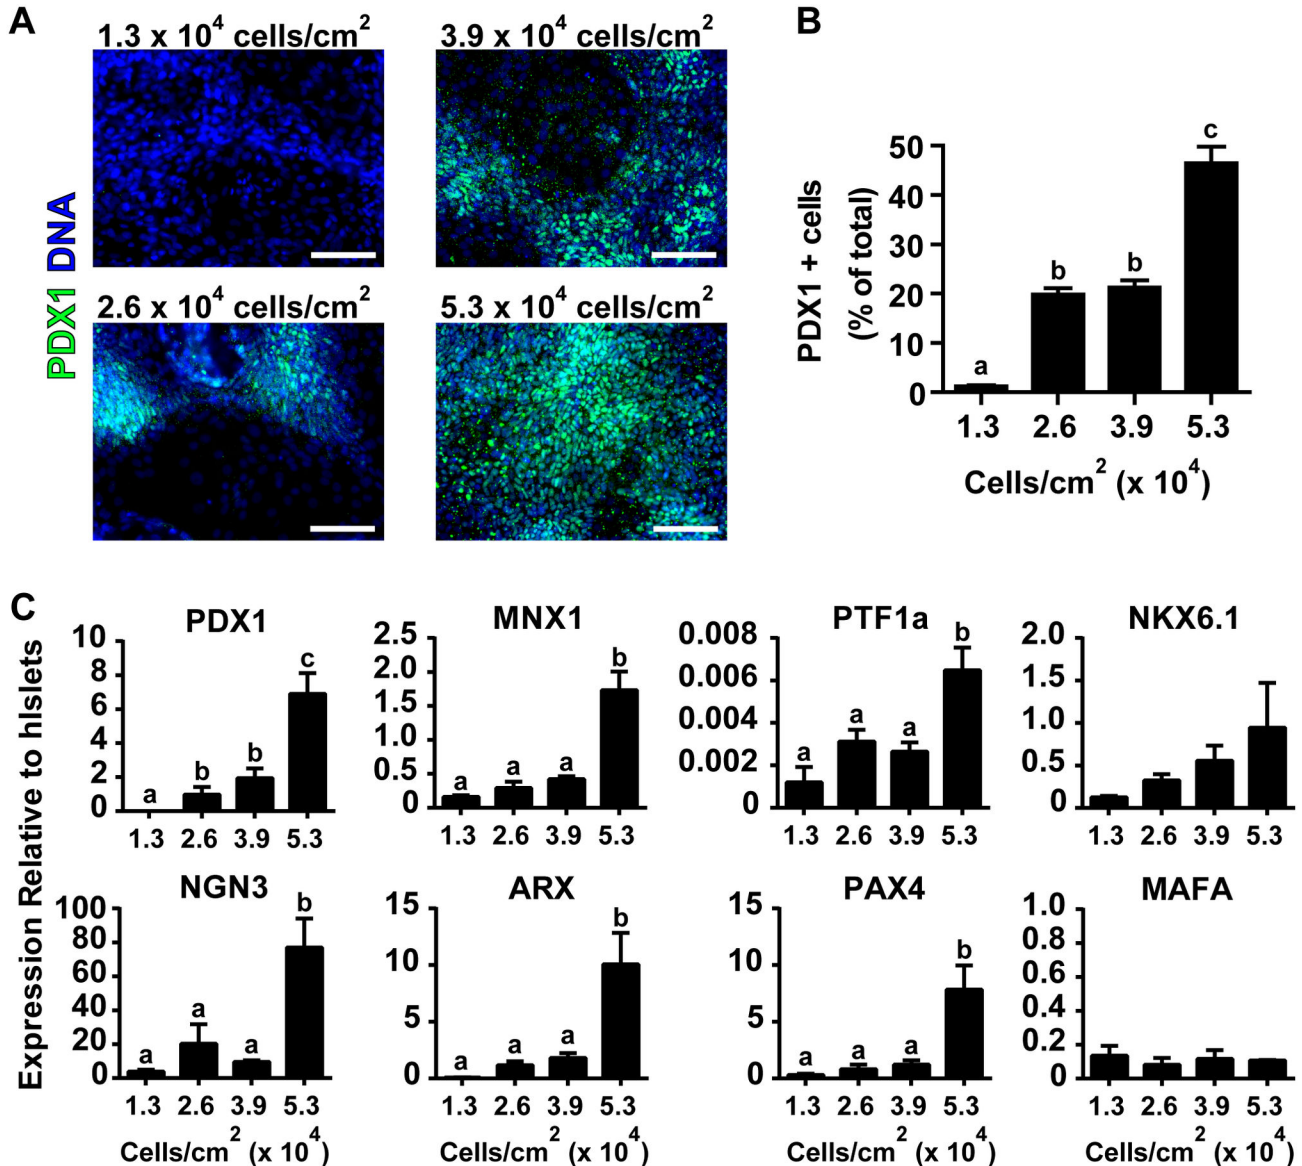 A
1.3 x 10⁴ cells/cm²
3.9 x 10⁴ cells/cm²
2.6 x 10⁴ cells/cm²
5.3 x 10⁴ cells/cm²
PDX1 DNA
B
PDX1 + cells
(% of total)
50
40
30
20
10
0
a
b
b
c
1.3 2.6 3.9 5.3
Cells/cm² (x 10⁴)
C
Expression Relative to hIslets
PDX1
10
8
6
4
2
0
a b b c
1.3 2.6 3.9 5.3
MNX1
2.5
2.0
1.5
1.0
0.5
0
a a a b
1.3 2.6 3.9 5.3
PTF1a
0.008
0.006
0.004
0.002
0
a a a b
1.3 2.6 3.9 5.3
NKX6.1
2.0
1.5
1.0
0.5
0
1.3 2.6 3.9 5.3
NGN3
100
80
60
40
20
0
a a a b
1.3 2.6 3.9 5.3
Cells/cm² (x 10⁴)
ARX
15
10
5
0
a a a b
1.3 2.6 3.9 5.3
Cells/cm² (x 10⁴)
PAX4
15
10
5
0
a a a b
1.3 2.6 3.9 5.3
Cells/cm² (x 10⁴)
MAFA
1.0
0.8
0.6
0.4
0.2
0
1.3 2.6 3.9 5.3
Cells/cm² (x 10⁴)